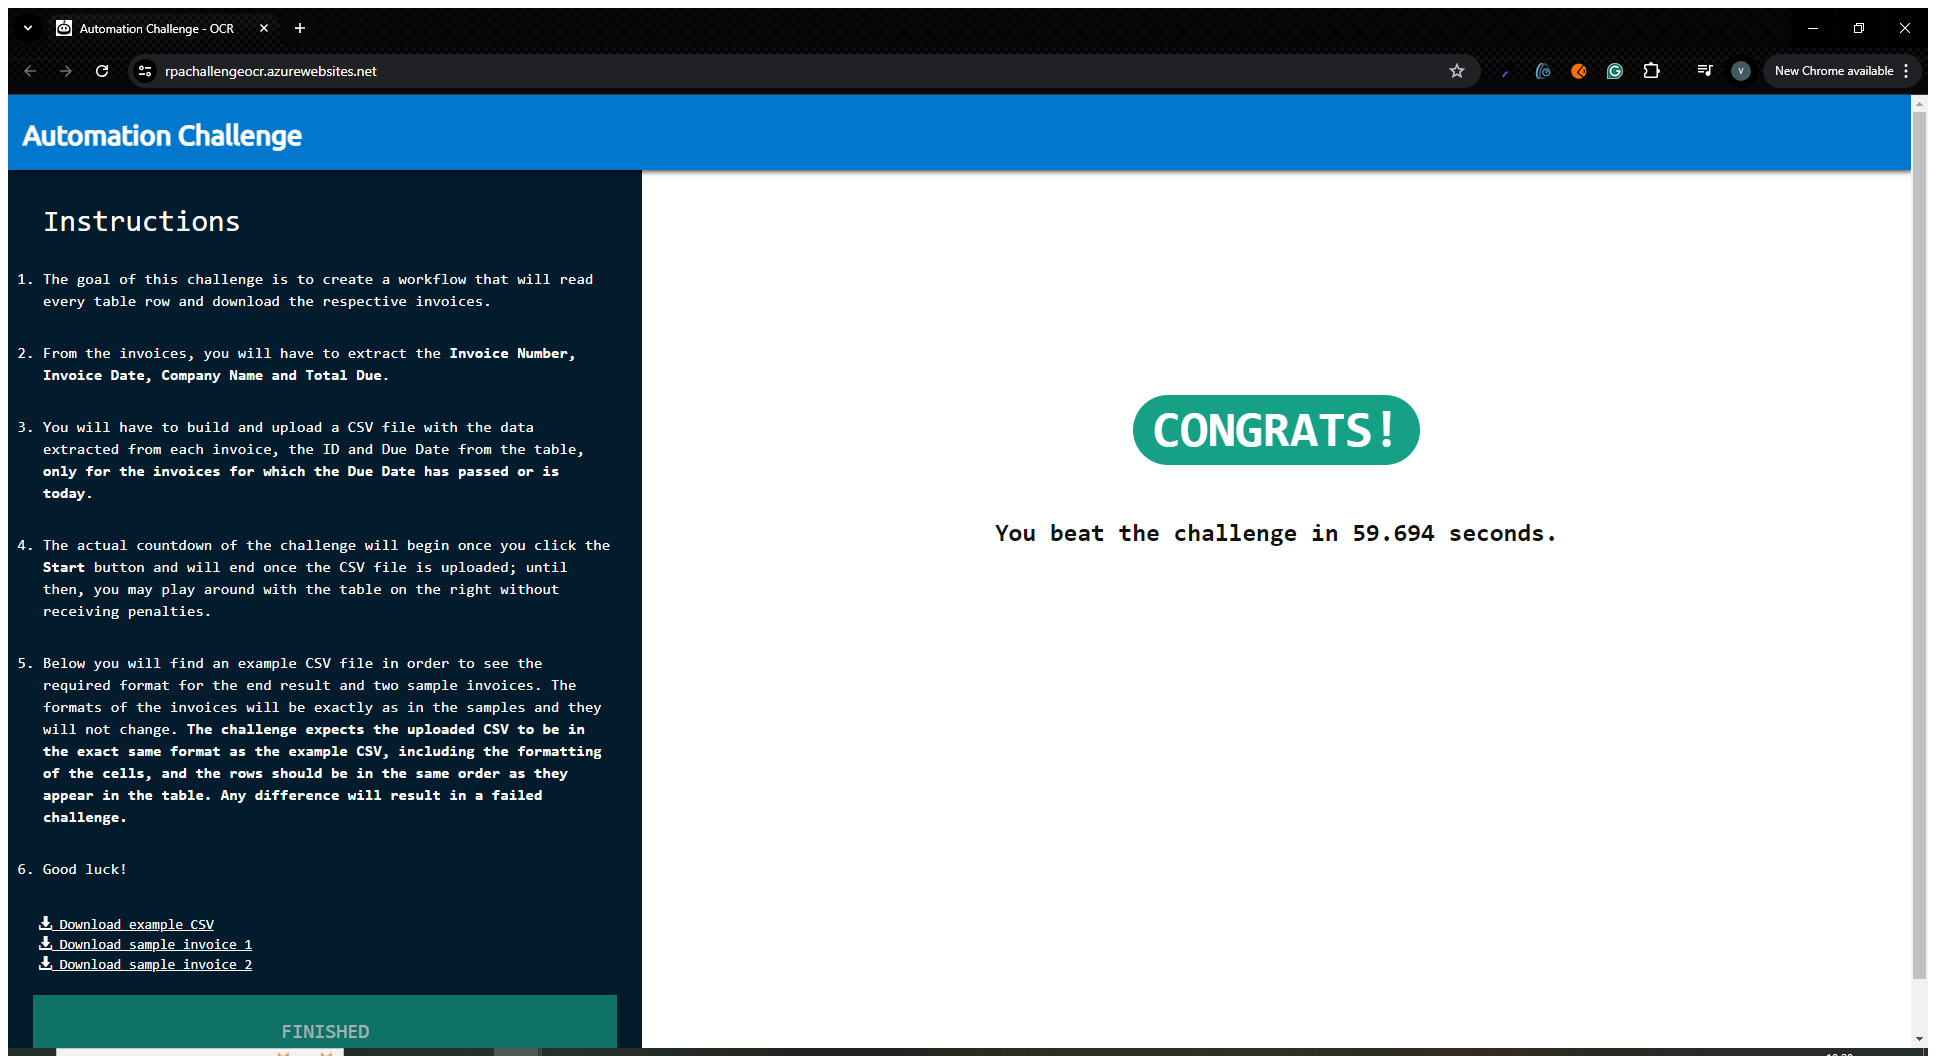 Automation Challenge - OCR
rpachallengeocr.azurewebsites.net
V
New Chrome available
Automation Challenge
Instructions
1. The goal of this challenge is to create a workflow that will read
every table row and download the respective invoices.
2. From the invoices, you will have to extract the Invoice Number,
Invoice Date, Company Name and Total Due.
3. You will have to build and upload a CSV file with the data
extracted from each invoice, the ID and Due Date from the table,
only for the invoices for which the Due Date has passed or is
today.
4. The actual countdown of the challenge will begin once you click the
Start button and will end once the CSV file is uploaded; until
then, you may play around with the table on the right without
receiving penalties.
5. Below you will find an example CSV file in order to see the
required format for the end result and two sample invoices. The
formats of the invoices will be exactly as in the samples and they
will not change. The challenge expects the uploaded CSV to be in
the exact same format as the example CSV, including the formatting
of the cells, and the rows should be in the same order as they
appear in the table. Any difference will result in a failed
challenge.
6. Good luck!
Download example CSV
Download sample invoice 1
Download sample invoice 2
FINISHED
CONGRATS!
You beat the challenge in 59.694 seconds.